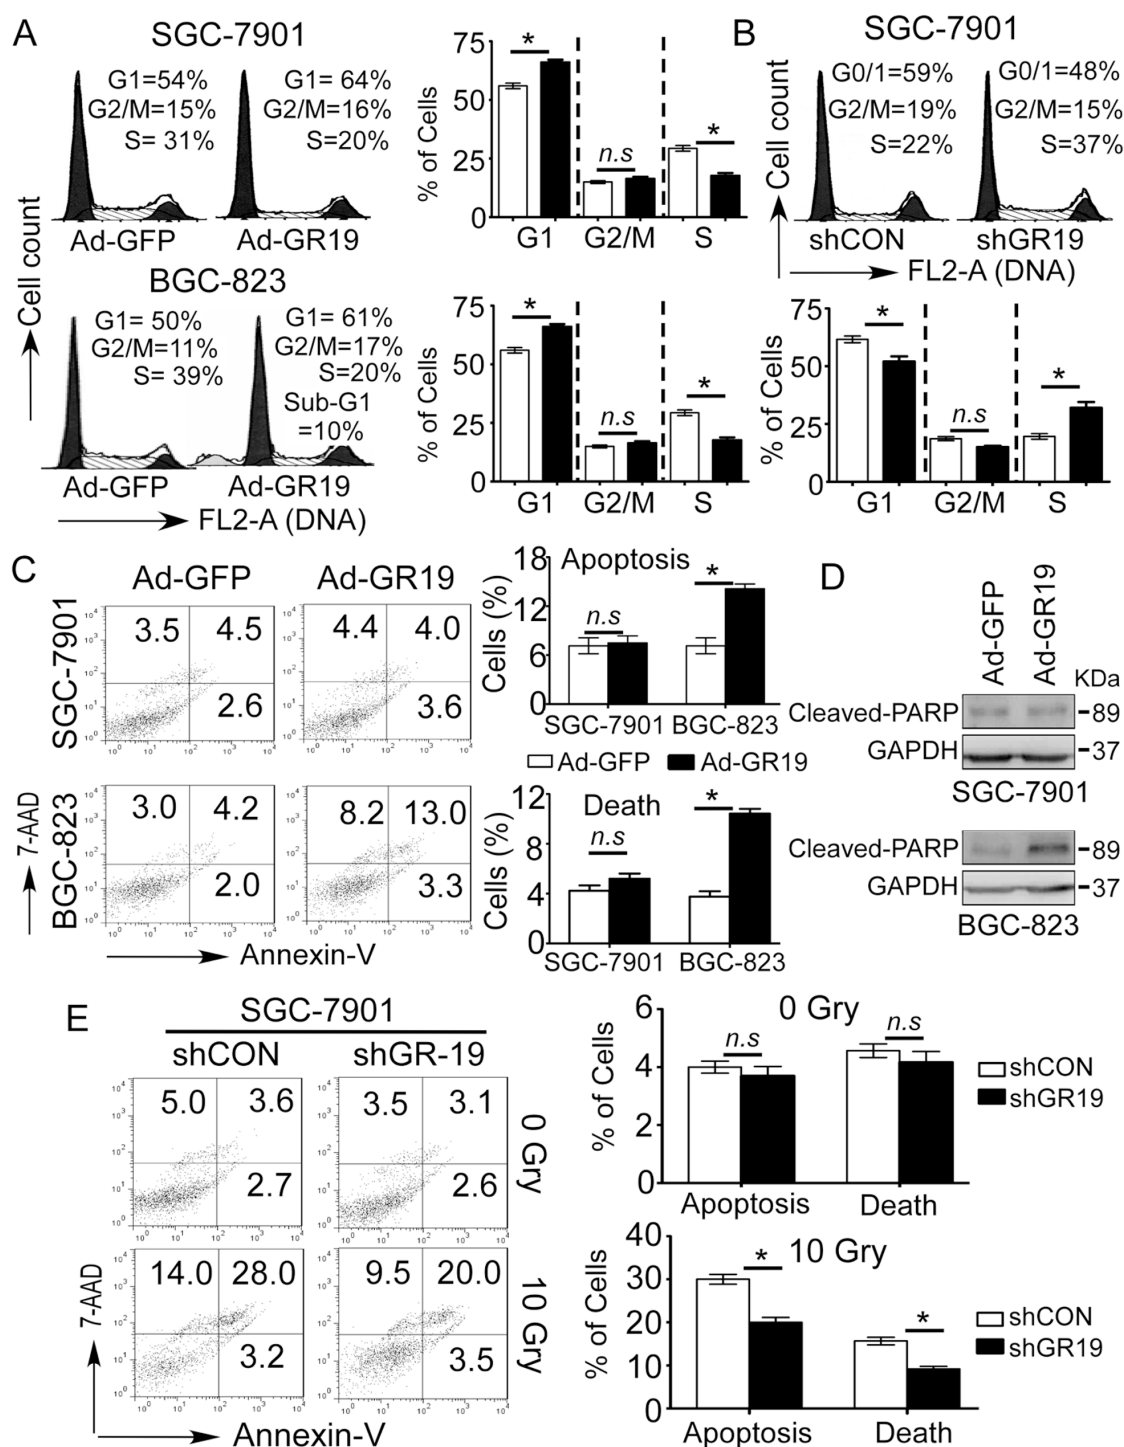 A
SGC-7901
G1=54%
G2/M=15%
S= 31%
G1= 64%
G2/M=16%
S=20%
Ad-GFP
Ad-GR19
BGC-823
G1= 50%
G2/M=11%
S= 39%
G1= 61%
G2/M=17%
S=20%
Sub-G1
=10%
Ad-GFP
Ad-GR19
Cell count
FL2-A (DNA)
% of Cells
75
50
25
0
*
n.s
*
G1
G2/M
S
% of Cells
75
50
25
0
*
n.s
*
G1
G2/M
S
B
SGC-7901
Cell count
G0/1=59%
G2/M=19%
S=22%
G0/1=48%
G2/M=15%
S=37%
shCON
shGR19
FL2-A (DNA)
% of Cells
75
50
25
0
*
n.s
*
G1
G2/M
S
C
Ad-GFP
Ad-GR19
SGC-7901
3.5
4.5
2.6
4.4
4.0
3.6
BGC-823
3.0
4.2
2.0
8.2
13.0
3.3
10⁰ 10¹ 10² 10³ 10⁴
7-AAD
Annexin-V
Apoptosis
Cells (%)
18
12
6
0
n.s
*
SGC-7901
BGC-823
Ad-GFP
Ad-GR19
Death
Cells (%)
12
8
4
0
n.s
*
SGC-7901
BGC-823
D
Ad-GFP
Ad-GR19
KDa
Cleaved-PARP
-89
GAPDH
-37
SGC-7901
Cleaved-PARP
-89
GAPDH
-37
BGC-823
E
SGC-7901
shCON
shGR-19
5.0
3.6
2.7
3.5
3.1
2.6
0 Gry
14.0
28.0
3.2
9.5
20.0
3.5
10 Gry
7-AAD
Annexin-V
0 Gry
% of Cells
6
4
2
0
n.s
n.s
Apoptosis
Death
shCON
shGR19
10 Gry
% of Cells
40
30
20
10
0
*
*
Apoptosis
Death
shCON
shGR19